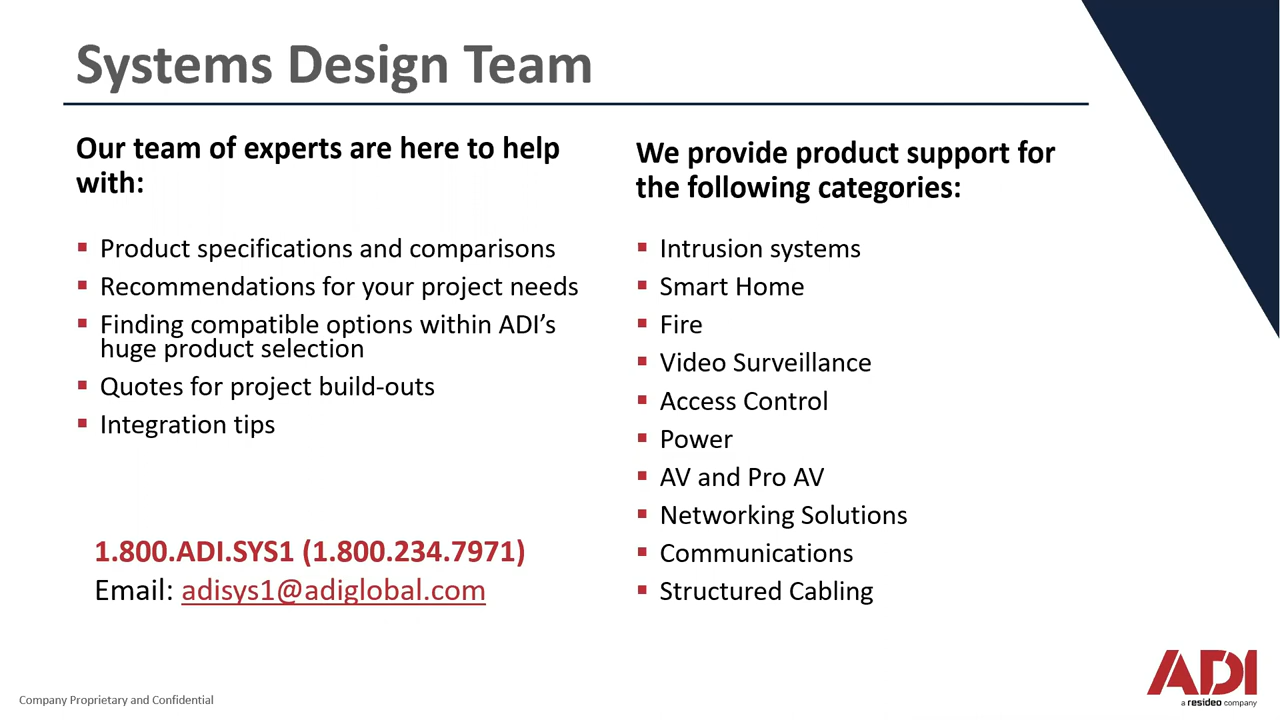 Systems Design Team
Our team of experts are here to help
with:
▪ Product specifications and comparisons
▪ Recommendations for your project needs
▪ Finding compatible options within ADI’s
huge product selection
▪ Quotes for project build-outs
▪ Integration tips
1.800.ADI.SYS1 (1.800.234.7971)
Email: adisys1@adiglobal.com
We provide product support for
the following categories:
▪ Intrusion systems
▪ Smart Home
▪ Fire
▪ Video Surveillance
▪ Access Control
▪ Power
▪ AV and Pro AV
▪ Networking Solutions
▪ Communications
▪ Structured Cabling
Company Proprietary and Confidential
ADI
a resideo company